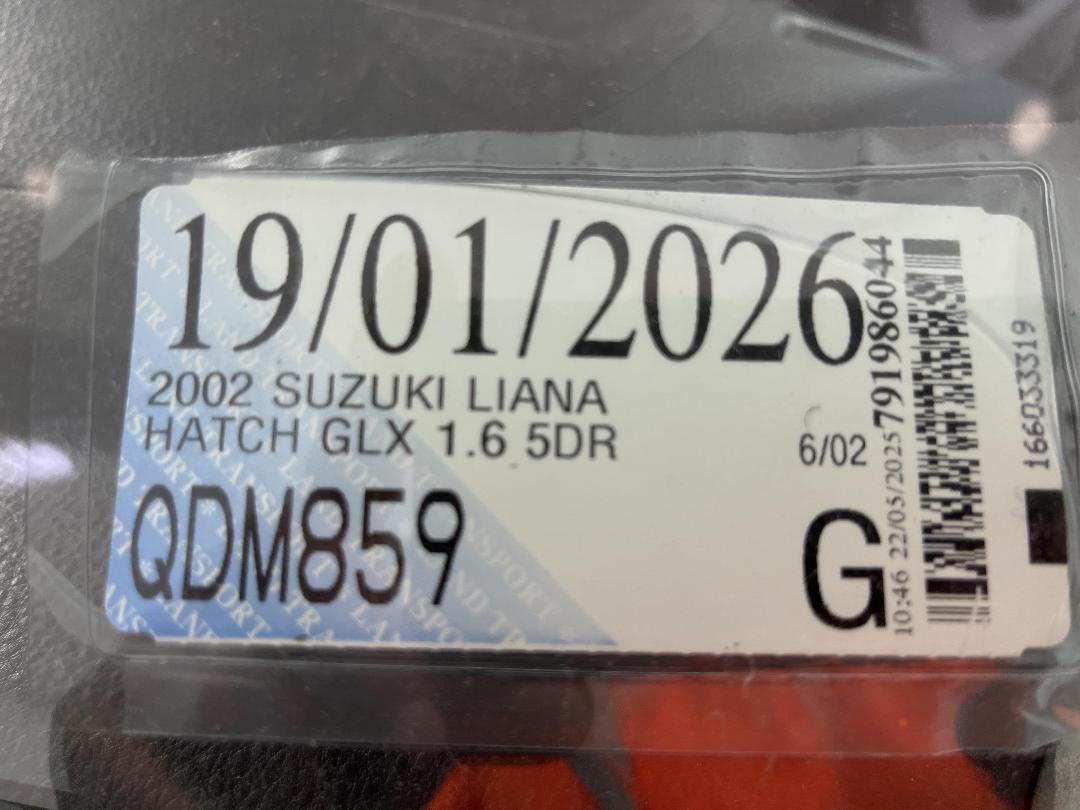 19/01/2026
2002 SUZUKI LIANA
HATCH GLX 1.6 5DR
6/02
QDM859
G
10:46 22/05/2025
791986044
166033319